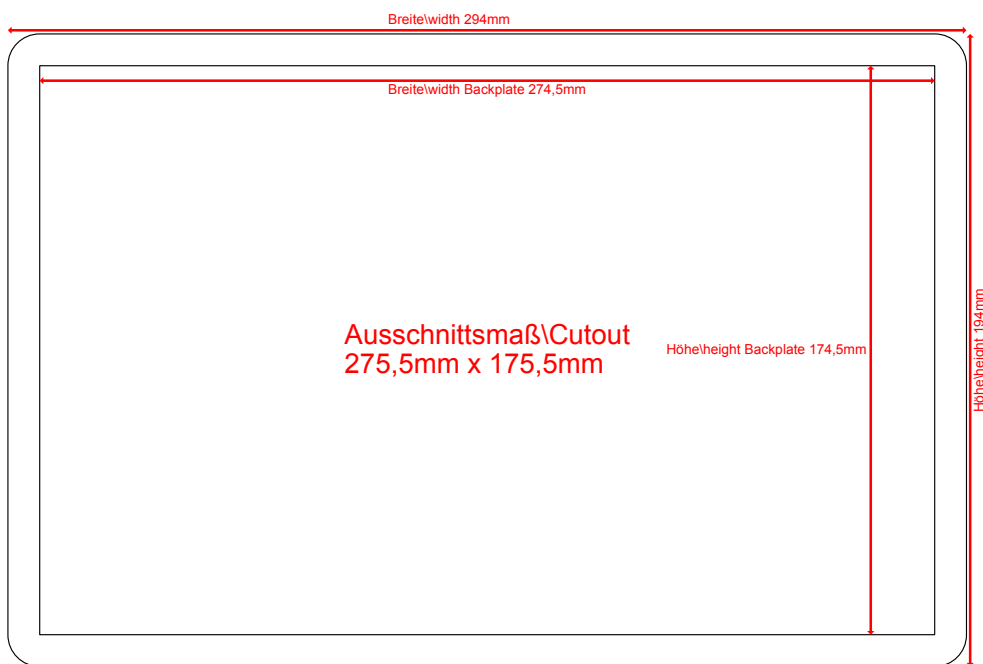 Breite\width 294mm
Breite\width Backplate 274,5mm
Ausschnittsmaß\Cutout
275,5mm x 175,5mm
Höhe\height Backplate 174,5mm
Höhe\height 194mm